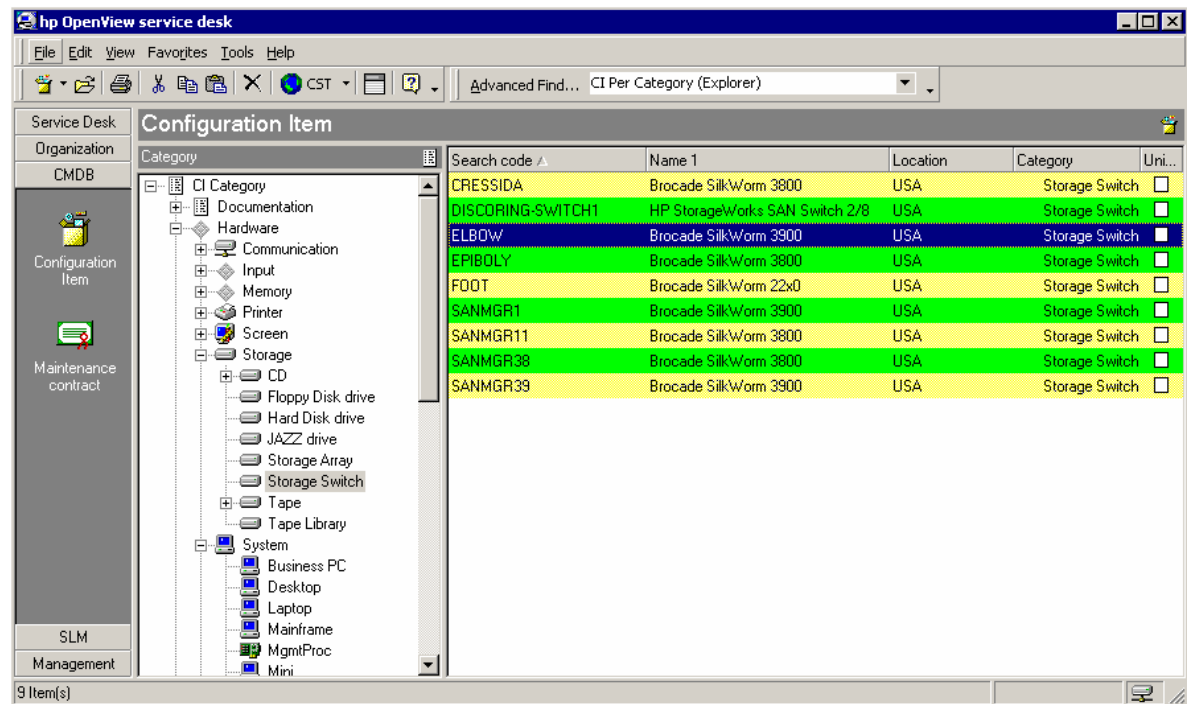 hp OpenView service desk
File Edit View Favorites Tools Help
CST Advanced Find... CI Per Category (Explorer)
Service Desk
Organization
CMDB
Configuration Item
Maintenance contract
SLM
Management
Configuration Item
Category
CI Category
Documentation
Hardware
Communication
Input
Memory
Printer
Screen
Storage
CD
Floppy Disk drive
Hard Disk drive
JAZZ drive
Storage Array
Storage Switch
Tape
Tape Library
System
Business PC
Desktop
Laptop
Mainframe
MgmtProc
Mini
Search code Name 1 Location Category Uni...
CRESSIDA Brocade SilkWorm 3800 USA Storage Switch
DISCORING-SWITCH1 HP StorageWorks SAN Switch 2/8 USA Storage Switch
ELBOW Brocade SilkWorm 3900 USA Storage Switch
EPIBOLY Brocade SilkWorm 3800 USA Storage Switch
FOOT Brocade SilkWorm 22x0 USA Storage Switch
SANMGR1 Brocade SilkWorm 3900 USA Storage Switch
SANMGR11 Brocade SilkWorm 3800 USA Storage Switch
SANMGR38 Brocade SilkWorm 3800 USA Storage Switch
SANMGR39 Brocade SilkWorm 3900 USA Storage Switch
9 Item(s)